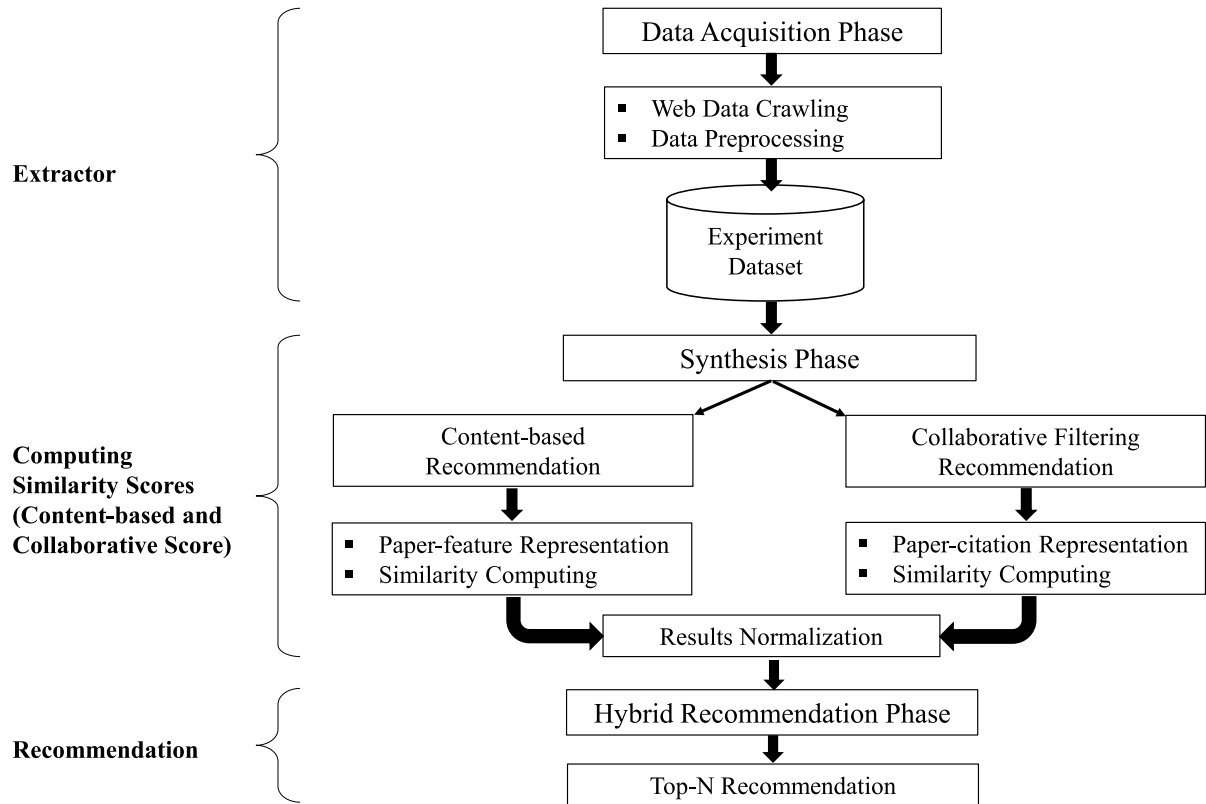 Data Acquisition Phase
▪ Web Data Crawling
▪ Data Preprocessing
Extractor
Experiment
Dataset
Synthesis Phase
Content-based
Recommendation
Collaborative Filtering
Recommendation
Computing
Similarity Scores
(Content-based and
Collaborative Score)
▪ Paper-feature Representation
▪ Similarity Computing
▪ Paper-citation Representation
▪ Similarity Computing
Results Normalization
Hybrid Recommendation Phase
Recommendation
Top-N Recommendation